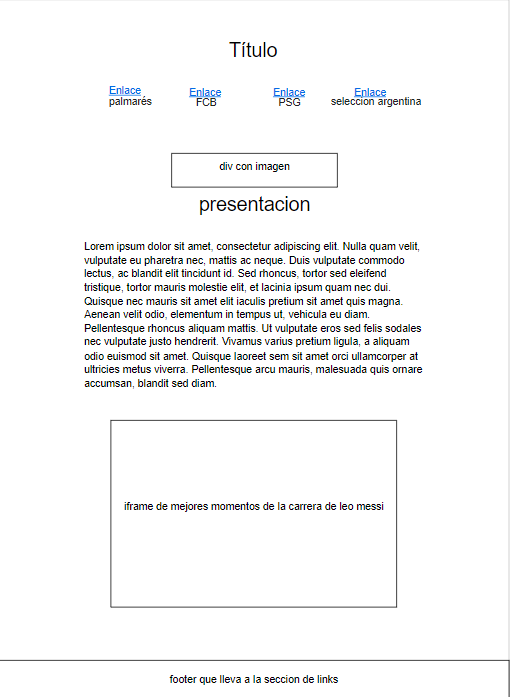 Título
Enlace Enlace Enlace Enlace
palmarés FCB PSG selección argentina
div con imagen
presentacion
Lorem ipsum dolor sit amet, consectetur adipiscing elit. Nulla quam velit,
vulputate eu pharetra nec, mattis ac neque. Duis vulputate commodo
lectus, ac blandit elit tincidunt id. Sed rhoncus, tortor sed eleifend
tristique, tortor mauris molestie elit, et lacinia ipsum quam nec dui.
Quisque nec mauris sit amet elit iaculis pretium sit amet quis magna.
Aenean velit odio, elementum in tempus ut, vehicula eu diam.
Pellentesque rhoncus aliquam mattis. Ut vulputate eros sed felis sodales
nec vulputate justo hendrerit. Vivamus varius pretium ligula, a aliquam
odio euismod sit amet. Quisque laoreet sem sit amet orci ullamcorper at
ultricies metus viverra. Pellentesque arcu mauris, malesuada quis ornare
accumsan, blandit sed diam.
iframe de mejores momentos de la carrera de leo messi
footer que lleva a la seccion de links